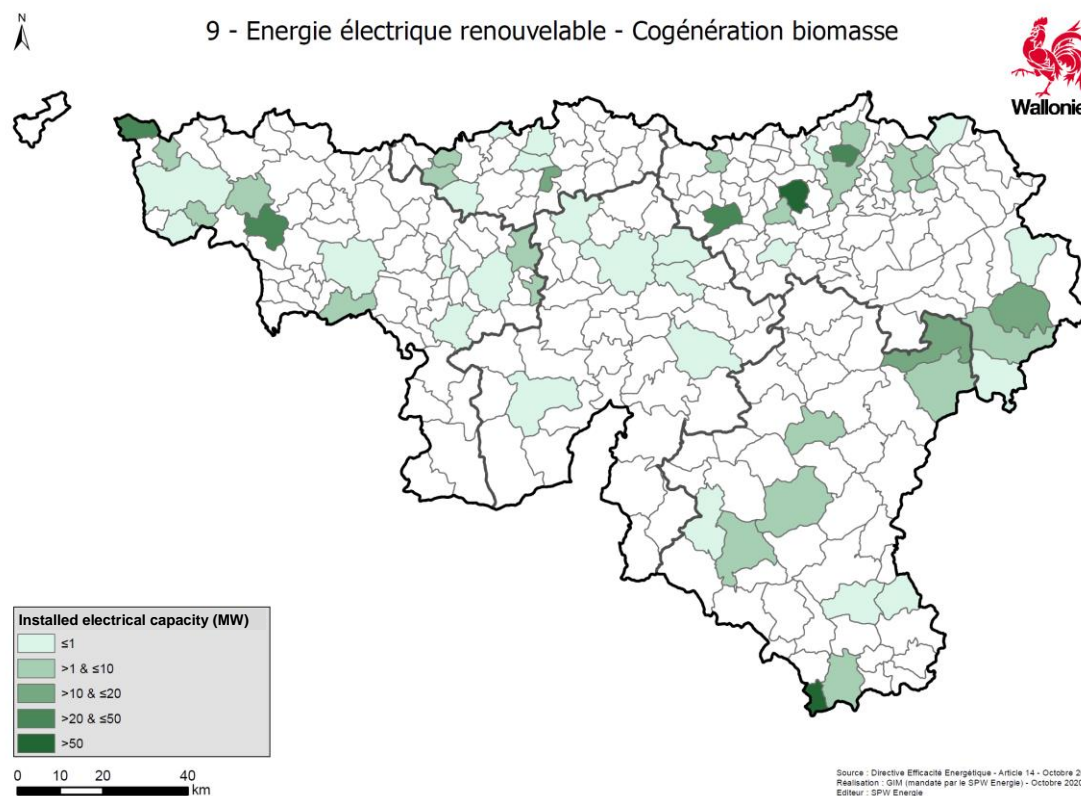 N
9 - Energie électrique renouvelable - Cogénération biomasse
Wallonie
Installed electrical capacity (MW)
≤1
>1 & ≤10
>10 & ≤20
>20 & ≤50
>50
0 10 20 40
km
Source : Directive Efficacité Energétique - Article 14 - Octobre 20
Réalisation : GIM (mandaté par le SPW Energie) - Octobre 2020
Editeur : SPW Energie